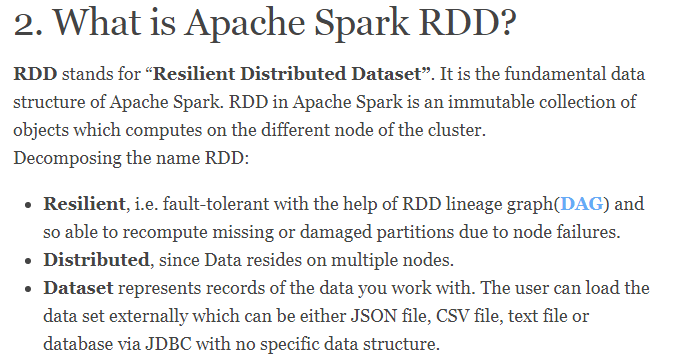 2. What is Apache Spark RDD?
RDD stands for “Resilient Distributed Dataset”. It is the fundamental data
structure of Apache Spark. RDD in Apache Spark is an immutable collection of
objects which computes on the different node of the cluster.
Decomposing the name RDD:
• Resilient, i.e. fault-tolerant with the help of RDD lineage graph(DAG) and
so able to recompute missing or damaged partitions due to node failures.
• Distributed, since Data resides on multiple nodes.
• Dataset represents records of the data you work with. The user can load the
data set externally which can be either JSON file, CSV file, text file or
database via JDBC with no specific data structure.